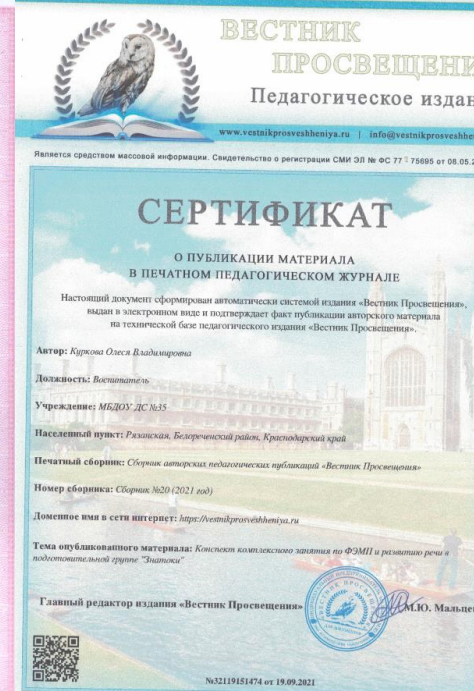 ВЕСТНИК
ПРОСВЕЩЕНИ
Педагогическое издан
www.vestnikprosveshheniya.ru | info@vestnikprosveshhe
Является средством массовой информации. Свидетельство о регистрации СМИ ЭЛ № ФС 77 - 75695 от 08.05.2
СЕРТИФИКАТ
О ПУБЛИКАЦИИ МАТЕРИАЛА
В ПЕЧАТНОМ ПЕДАГОГИЧЕСКОМ ЖУРНАЛЕ
Настоящий документ сформирован автоматически системой издания «Вестник Просвещения»,
выдан в электронном виде и подтверждает факт публикации авторского материала
на технической базе педагогического издания «Вестник Просвещения».
Автор: Куркова Олеся Владимировна
Должность: Воспитатель
Учреждение: МБДОУ ДС №35
Населенный пункт: Рязанская, Белореченский район, Краснодарский край
Печатный сборник: Сборник авторских педагогических публикаций «Вестник Просвещения»
Номер сборника: Сборник №20 (2021 год)
Доменное имя в сети интернет: https://vestnikprosveshheniya.ru
Тема опубликованного материала: Конспект комплексного занятия по ФЭМП и развитию речи в
подготовительной группе "Знатоки"
Главный редактор издания «Вестник Просвещения» М.Ю. Мальце
№32119151474 от 19.09.2021